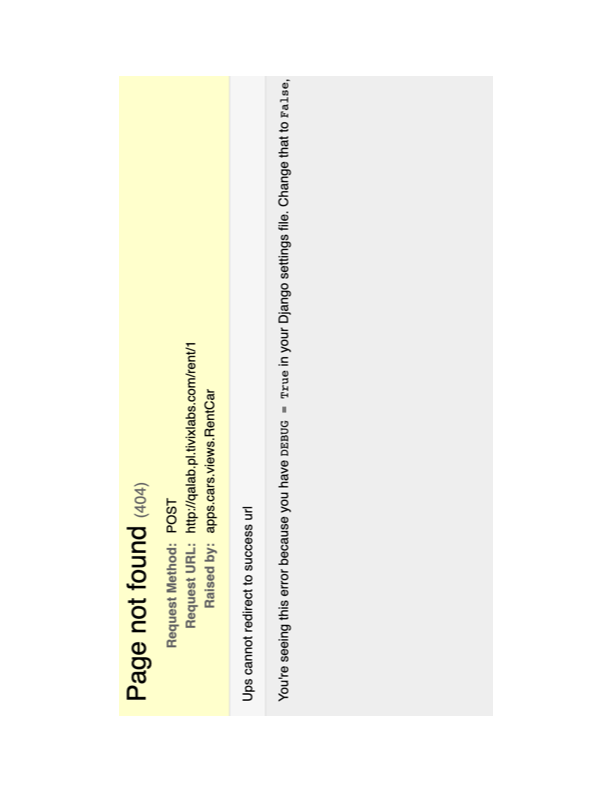 Page not found (404)
Request Method: POST
Request URL: http://qalab.pl.tivixlabs.com/rent/1
Raised by: apps.cars.views.RentCar
Ups cannot redirect to success url
You're seeing this error because you have DEBUG = True in your Django settings file. Change that to False,